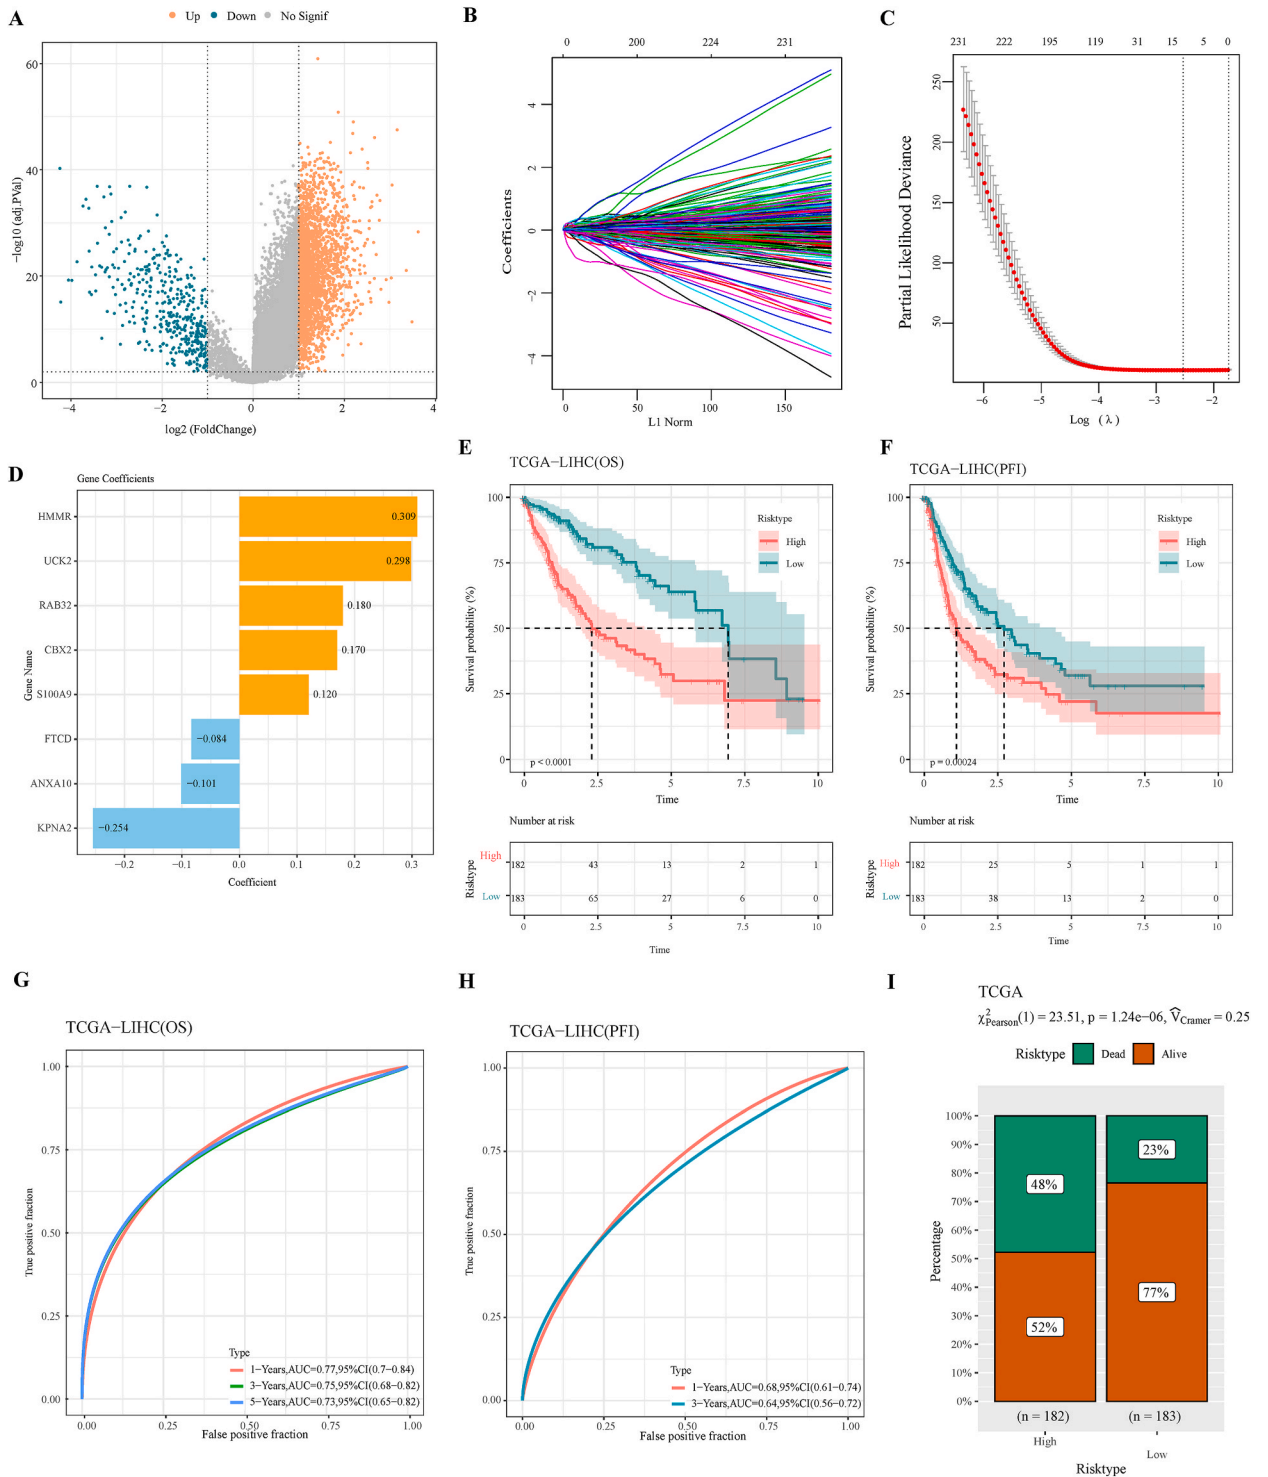 A
Up Down No Signif
60
40
20
0
−4 −2 0 2 4
−log10 (adj.PVal)
log2 (FoldChange)
B
0 200 224 231
4
2
0
−2
−4
0 50 100 150
Coefficients
L1 Norm
C
231 222 195 119 31 15 5 0
250
200
150
100
50
−6 −5 −4 −3 −2
Partial Likelihood Deviance
Log (λ)
D
Gene Coefficients
HMMR 0.309
UCK2 0.298
RAB32 0.180
CBX2 0.170
S100A9 0.120
FTCD −0.084
ANXA10 −0.101
KPNA2 −0.254
−0.2 −0.1 0.0 0.1 0.2 0.3
Gene Name
Coefficient
E
TCGA−LIHC(OS)
100
75
50
25
0
Survival probability (%)
Risktype
High
Low
p < 0.0001
0 2.5 5 7.5 10
Time
Number at risk
Risktype
High 182 43 13 2 1
Low 183 65 27 6 0
0 2.5 5 7.5 10
Time
F
TCGA−LIHC(PFI)
100
75
50
25
0
Survival probability (%)
Risktype
High
Low
p = 0.00024
0 2.5 5 7.5 10
Time
Number at risk
Risktype
High 182 25 5 1 1
Low 183 38 13 2 0
0 2.5 5 7.5 10
Time
G
TCGA−LIHC(OS)
1.00
0.75
0.50
0.25
0.00
True positive fraction
Type
1−Years,AUC=0.77,95%CI(0.7−0.84)
3−Years,AUC=0.75,95%CI(0.68−0.82)
5−Years,AUC=0.73,95%CI(0.65−0.82)
0.00 0.25 0.50 0.75 1.00
False positive fraction
H
TCGA−LIHC(PFI)
1.00
0.75
0.50
0.25
0.00
True positive fraction
Type
1−Years,AUC=0.68,95%CI(0.61−0.74)
3−Years,AUC=0.64,95%CI(0.56−0.72)
0.00 0.25 0.50 0.75 1.00
False positive fraction
I
TCGA
χ²Pearson(1) = 23.51, p = 1.24e−06, V̂Cramer = 0.25
Risktype Dead Alive
100%
90%
80%
70%
60%
50%
40%
30%
20%
10%
0%
Percentage
48%
52%
23%
77%
(n = 182) (n = 183)
High Low
Risktype